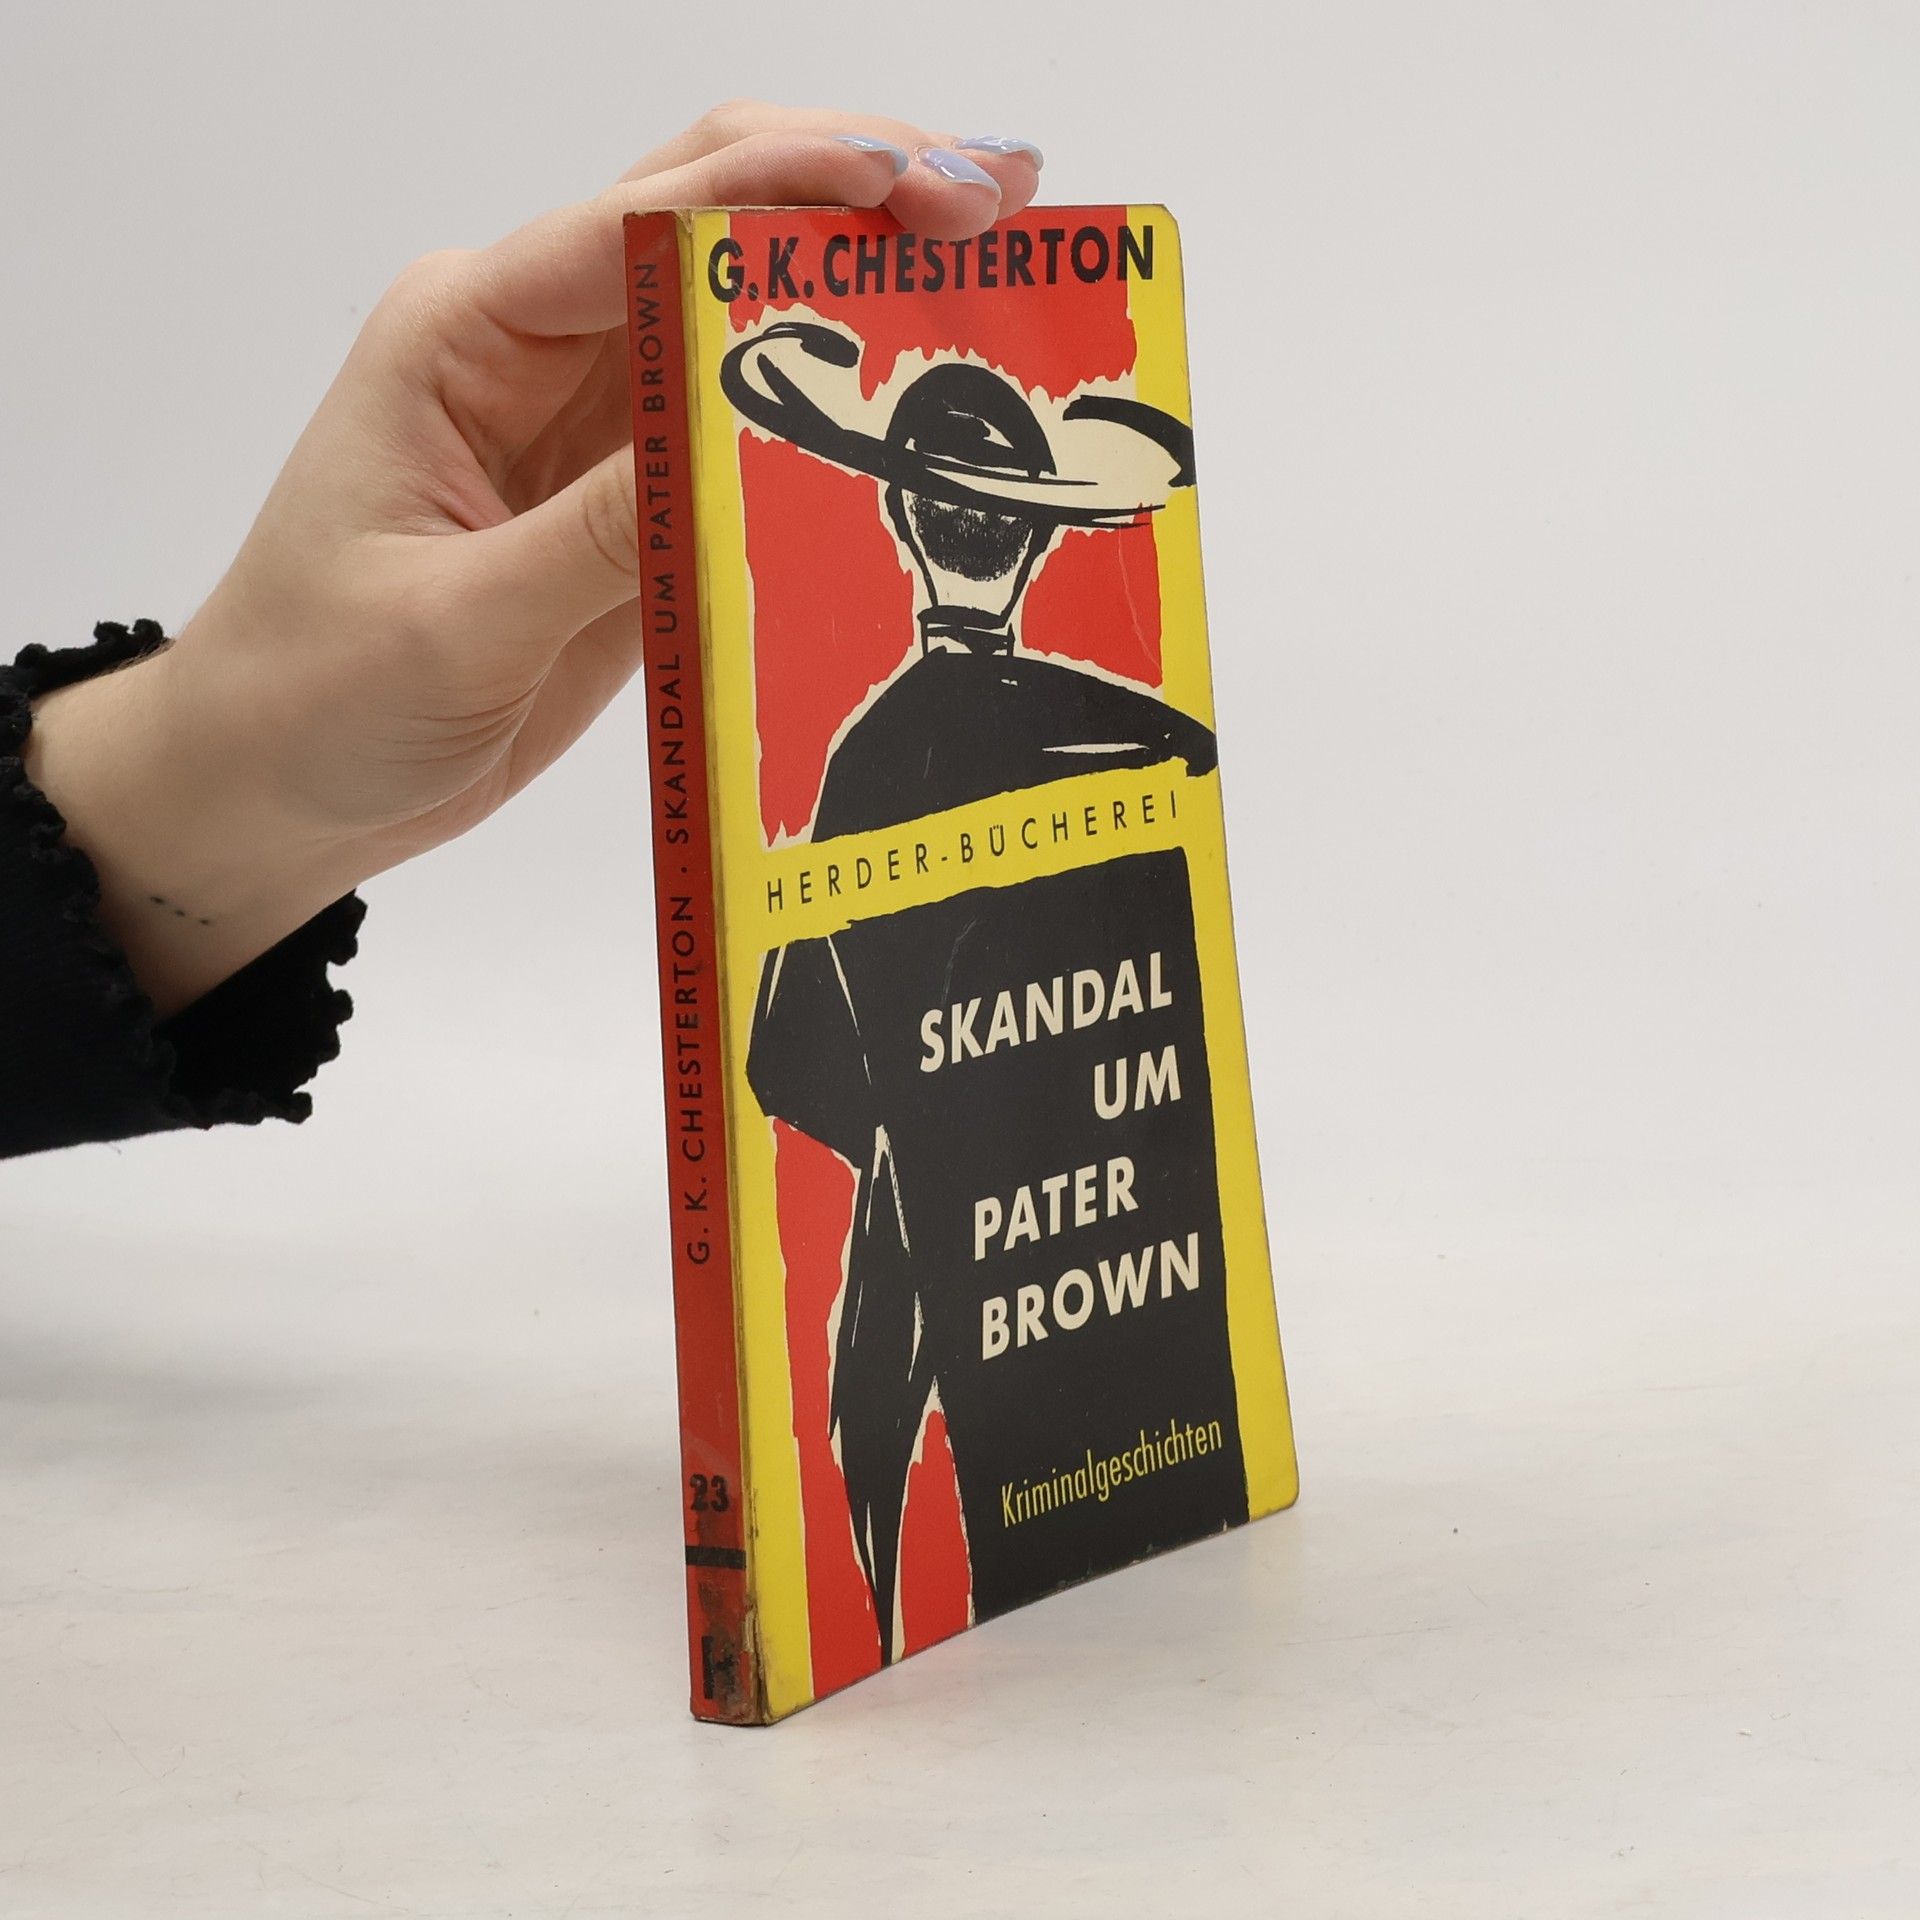 G.K. CHESTERTON
HERDER-BÜCHEREI
SKANDAL
UM
PATER
BROWN
Kriminalgeschichten
G. K. CHESTERTON · SKANDAL UM PATER BROWN
23